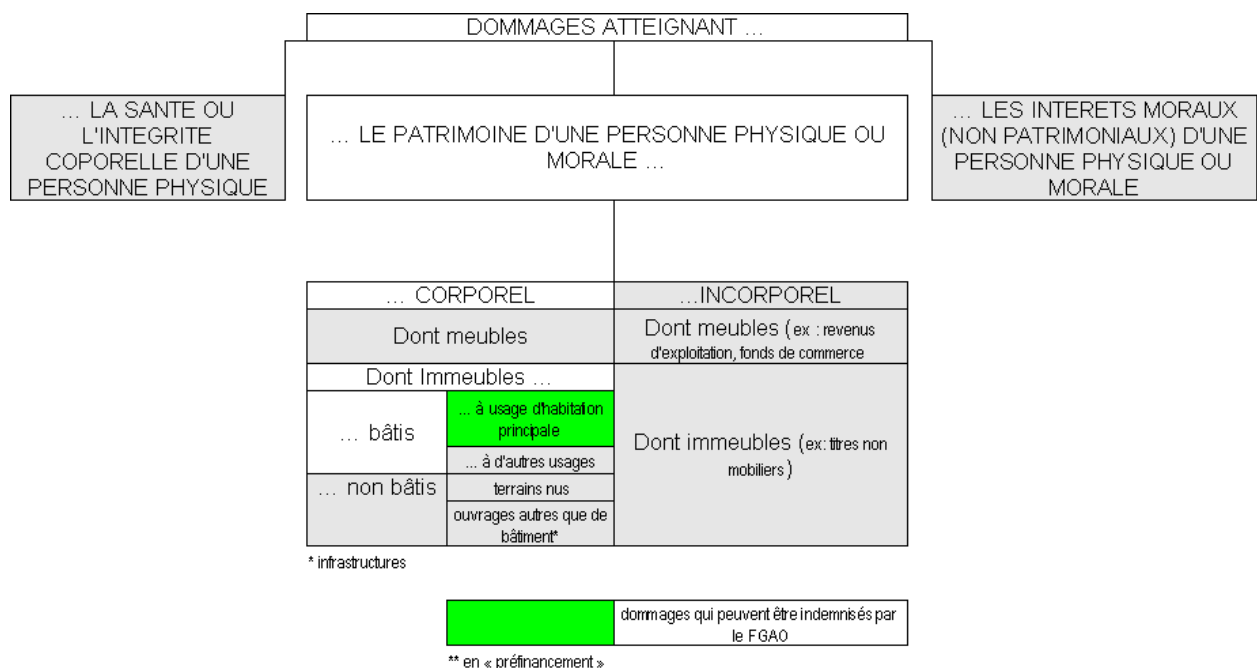 DOMMAGES ATTEIGNANT ...
... LA SANTE OU
L'INTEGRITE
COPORELLE D'UNE
PERSONNE PHYSIQUE
... LE PATRIMOINE D'UNE PERSONNE PHYSIQUE OU
MORALE ...
... LES INTERETS MORAUX
(NON PATRIMONIAUX) D'UNE
PERSONNE PHYSIQUE OU
MORALE
... CORPOREL
...INCORPOREL
Dont meubles
Dont meubles (ex : revenus
d'exploitation, fonds de commerce
Dont Immeubles ...
... bâtis
... à usage d'habitation
principale
... à d'autres usages
Dont immeubles (ex: titres non
mobiliers )
... non bâtis
terrains nus
ouvrages autres que de
bâtiment*
* infrastructures
dommages qui peuvent être indemnisés par
le FGAO
** en « préfinancement »